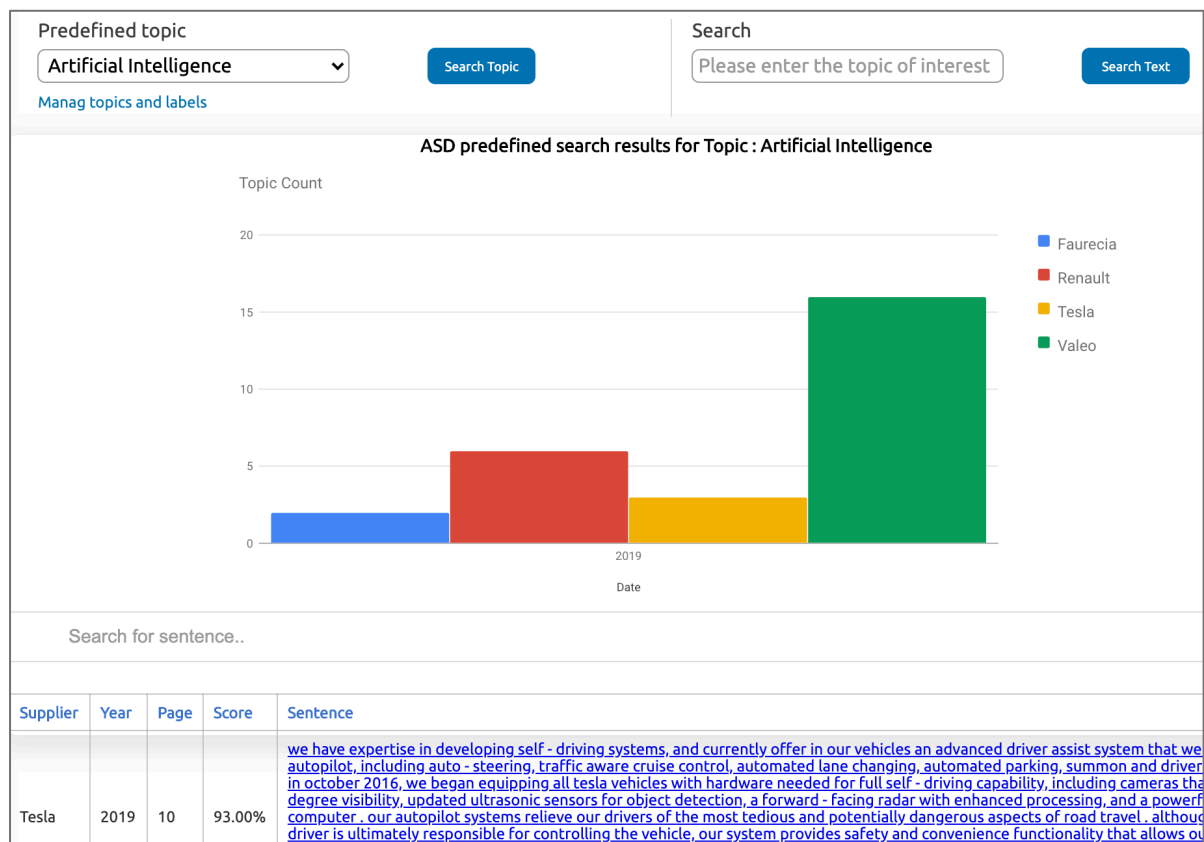 Predefined topic
Search
Artificial Intelligence
Search Topic
Please enter the topic of interest
Search Text
Manag topics and labels
ASD predefined search results for Topic : Artificial Intelligence
Topic Count
20
15
10
5
0
2019
Date
Faurecia
Renault
Tesla
Valeo
Search for sentence..
Supplier Year Page Score Sentence
Tesla 2019 10 93.00%
we have expertise in developing self - driving systems, and currently offer in our vehicles an advanced driver assist system that we
autopilot, including auto - steering, traffic aware cruise control, automated lane changing, automated parking, summon and driver
in october 2016, we began equipping all tesla vehicles with hardware needed for full self - driving capability, including cameras tha
degree visibility, updated ultrasonic sensors for object detection, a forward - facing radar with enhanced processing, and a powerf
computer . our autopilot systems relieve our drivers of the most tedious and potentially dangerous aspects of road travel . althoug
driver is ultimately responsible for controlling the vehicle, our system provides safety and convenience functionality that allows ou